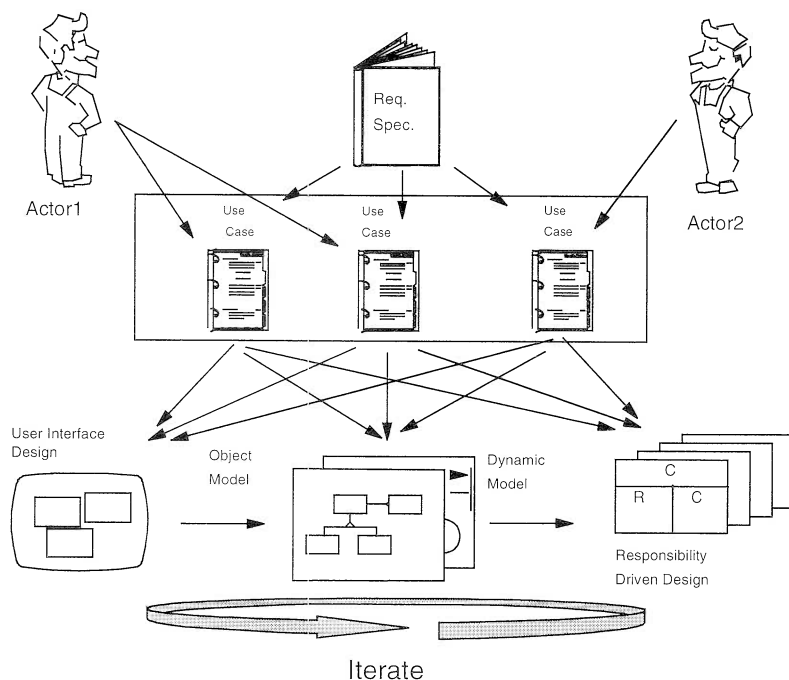 Req.
Spec.
Actor1
Actor2
Use
Case
Use
Case
Use
Case
User Interface
Design
Object
Model
Dynamic
Model
C
R
C
Responsibility
Driven Design
Iterate